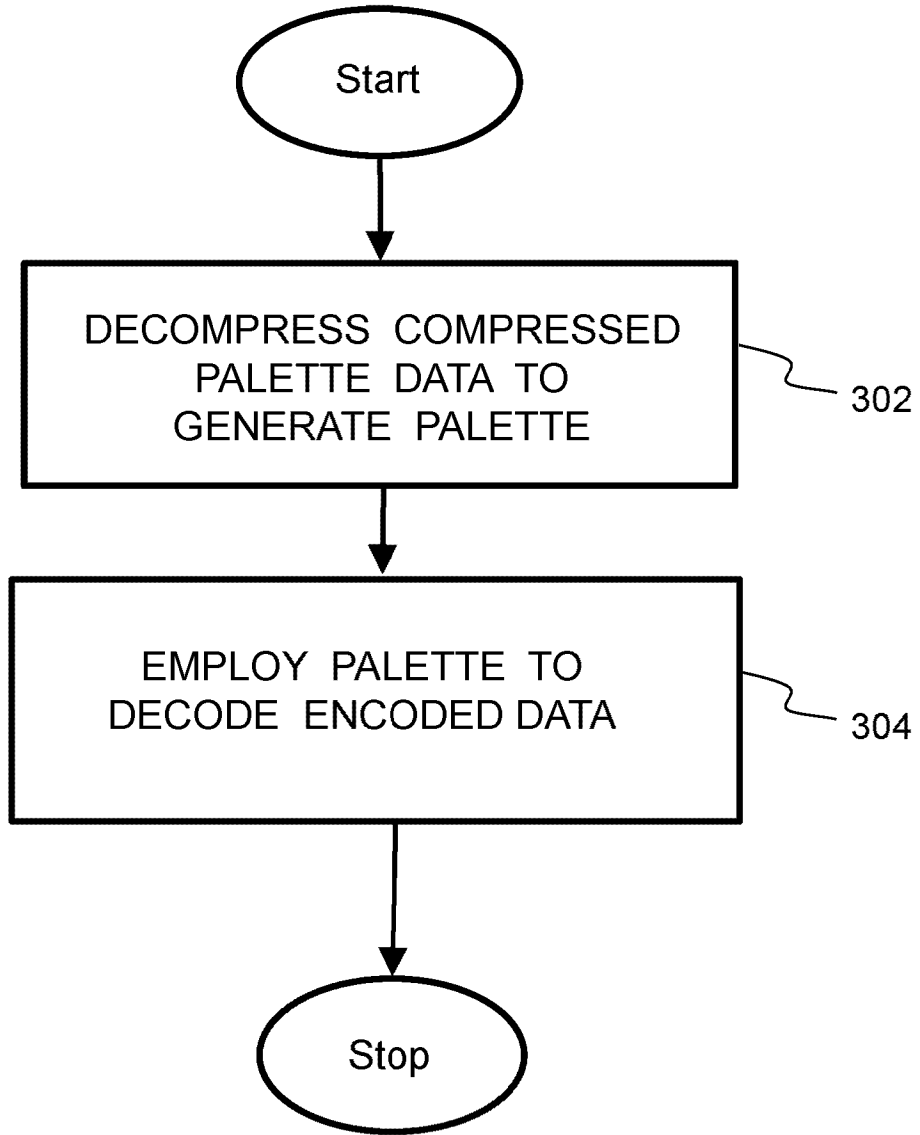 Start
DECOMPRESS COMPRESSED
PALETTE DATA TO
GENERATE PALETTE
302
EMPLOY PALETTE TO
DECODE ENCODED DATA
304
Stop